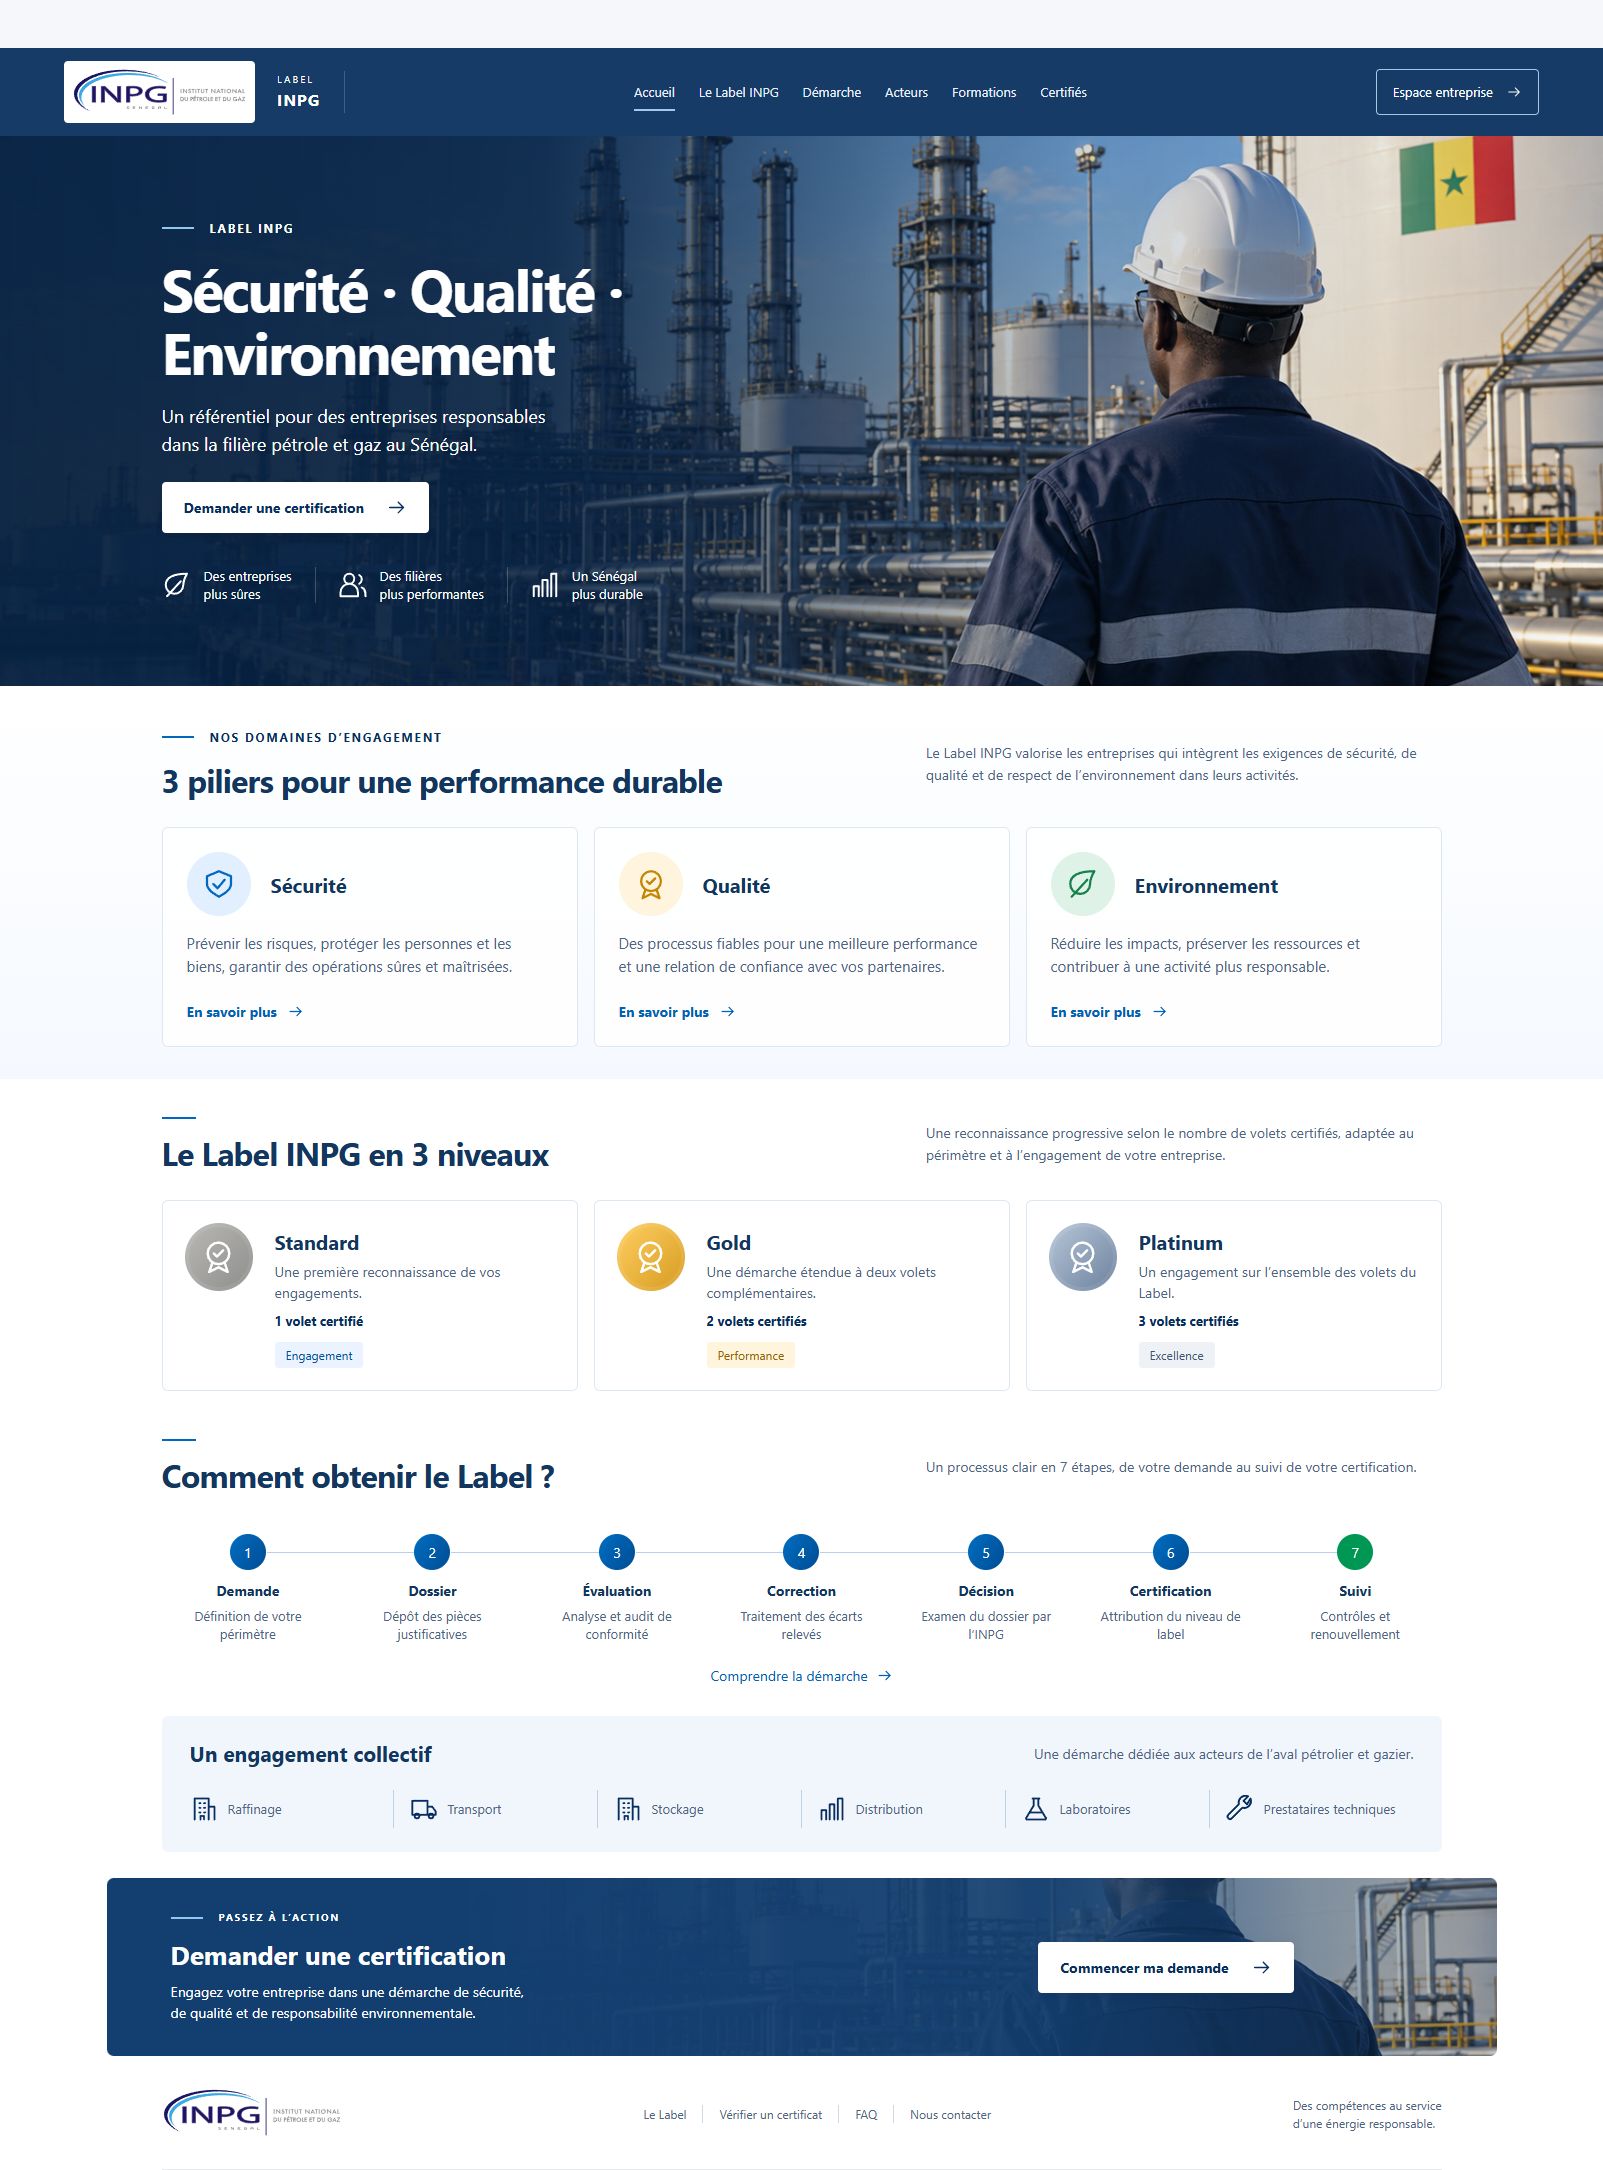 INPG
SENEGAL
INSTITUT NATIONAL
DU PÉTROLE ET DU GAZ
LABEL
INPG
Accueil
Le Label INPG
Démarche
Acteurs
Formations
Certifiés
Espace entreprise
LABEL INPG
Sécurité · Qualité ·
Environnement
Un référentiel pour des entreprises responsables
dans la filière pétrole et gaz au Sénégal.
Demander une certification
Des entreprises
plus sûres
Des filières
plus performantes
Un Sénégal
plus durable
NOS DOMAINES D’ENGAGEMENT
3 piliers pour une performance durable
Le Label INPG valorise les entreprises qui intègrent les exigences de sécurité, de
qualité et de respect de l’environnement dans leurs activités.
Sécurité
Prévenir les risques, protéger les personnes et les
biens, garantir des opérations sûres et maîtrisées.
En savoir plus
Qualité
Des processus fiables pour une meilleure performance
et une relation de confiance avec vos partenaires.
En savoir plus
Environnement
Réduire les impacts, préserver les ressources et
contribuer à une activité plus responsable.
En savoir plus
Le Label INPG en 3 niveaux
Une reconnaissance progressive selon le nombre de volets certifiés, adaptée au
périmètre et à l’engagement de votre entreprise.
Standard
Une première reconnaissance de vos
engagements.
1 volet certifié
Engagement
Gold
Une démarche étendue à deux volets
complémentaires.
2 volets certifiés
Performance
Platinum
Un engagement sur l’ensemble des volets du
Label.
3 volets certifiés
Excellence
Comment obtenir le Label ?
Un processus clair en 7 étapes, de votre demande au suivi de votre certification.
1
Demande
Définition de votre
périmètre
2
Dossier
Dépôt des pièces
justificatives
3
Évaluation
Analyse et audit de
conformité
4
Correction
Traitement des écarts
relevés
5
Décision
Examen du dossier par
l’INPG
6
Certification
Attribution du niveau de
label
7
Suivi
Contrôles et
renouvellement
Comprendre la démarche
Un engagement collectif
Une démarche dédiée aux acteurs de l’aval pétrolier et gazier.
Raffinage
Transport
Stockage
Distribution
Laboratoires
Prestataires techniques
PASSEZ À L’ACTION
Demander une certification
Engagez votre entreprise dans une démarche de sécurité,
de qualité et de responsabilité environnementale.
Commencer ma demande
INPG
SENEGAL
INSTITUT NATIONAL
DU PÉTROLE ET DU GAZ
Le Label
Vérifier un certificat
FAQ
Nous contacter
Des compétences au service
d’une énergie responsable.